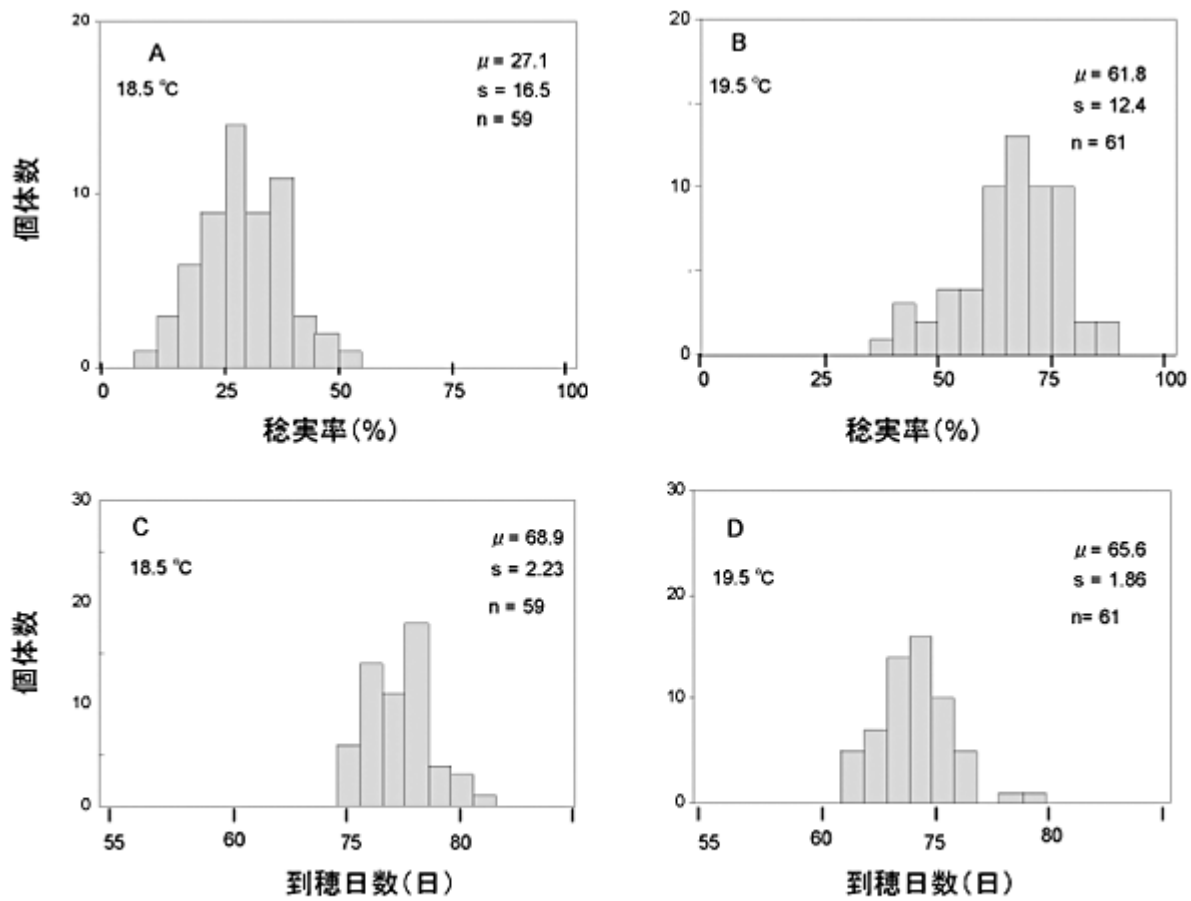 20
A
18.5 ℃
μ = 27.1
s = 16.5
n = 59
10
0
0 25 50 75 100
稔実率(%)
個体数
20
B
19.5 ℃
μ = 61.8
s = 12.4
n = 61
10
0
0 25 50 75 100
稔実率(%)
30
C
18.5 ℃
μ = 68.9
s = 2.23
n = 59
20
10
0
55 60 75 80
到穂日数(日)
個体数
30
D
19.5 ℃
μ = 65.6
s = 1.86
n= 61
20
10
0
55 60 75 80
到穂日数(日)